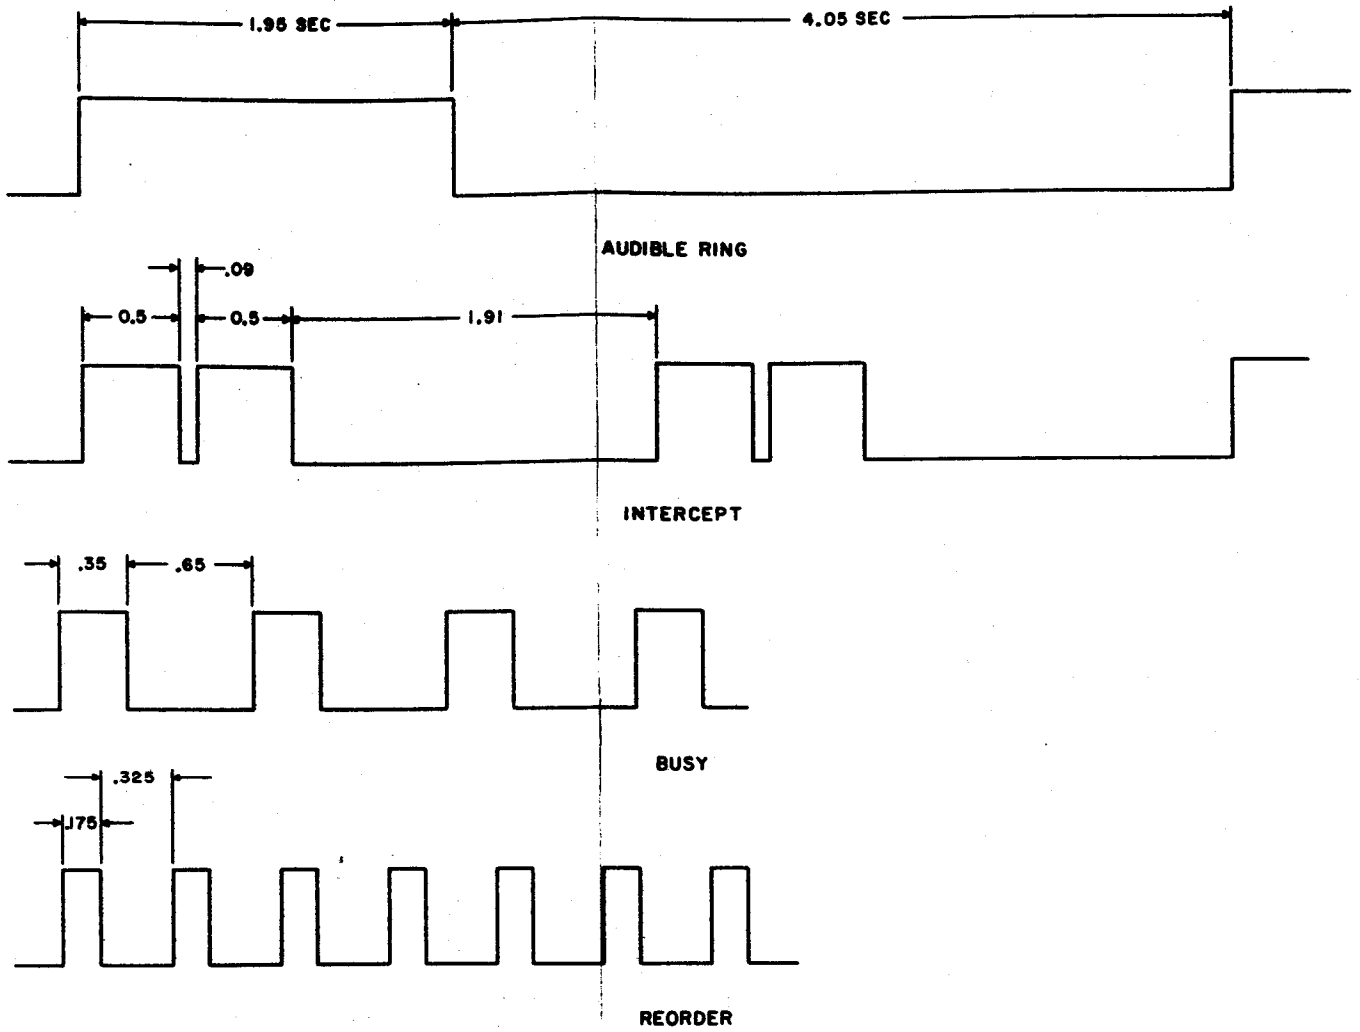 1.95 SEC
4.05 SEC
AUDIBLE RING
.09
0.5
0.5
1.91
INTERCEPT
.35
.65
BUSY
.325
.175
REORDER